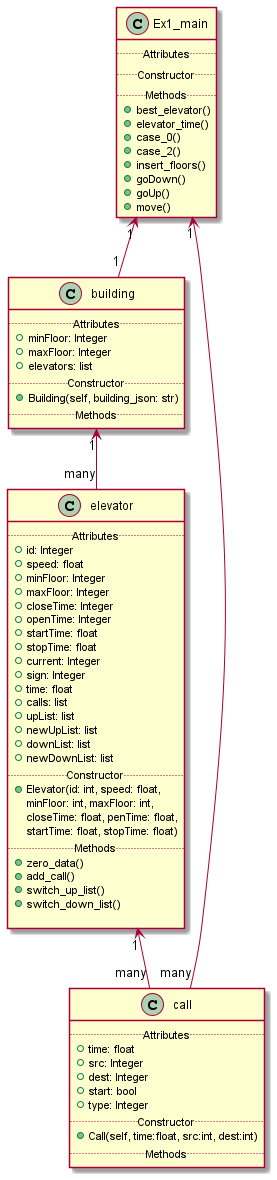 C Ex1_main
Attributes
Constructor
Methods
best_elevator()
elevator_time()
case_0()
case_2()
insert_floors()
goDown()
goUp()
move()
1
1
1
C building
Attributes
minFloor: Integer
maxFloor: Integer
elevators: list
Constructor
Building(self, building_json: str)
Methods
1
many
C elevator
Attributes
id: Integer
speed: float
minFloor: Integer
maxFloor: Integer
closeTime: Integer
openTime: Integer
startTime: float
stopTime: float
current: Integer
sign: Integer
time: float
calls: list
upList: list
newUpList: list
downList: list
newDownList: list
Constructor
Elevator(id: int, speed: float,
minFloor: int, maxFloor: int,
closeTime: float, penTime: float,
startTime: float, stopTime: float)
Methods
zero_data()
add_call()
switch_up_list()
switch_down_list()
1
many
many
C call
Attributes
time: float
src: Integer
dest: Integer
start: bool
type: Integer
Constructor
Call(self, time:float, src:int, dest:int)
Methods